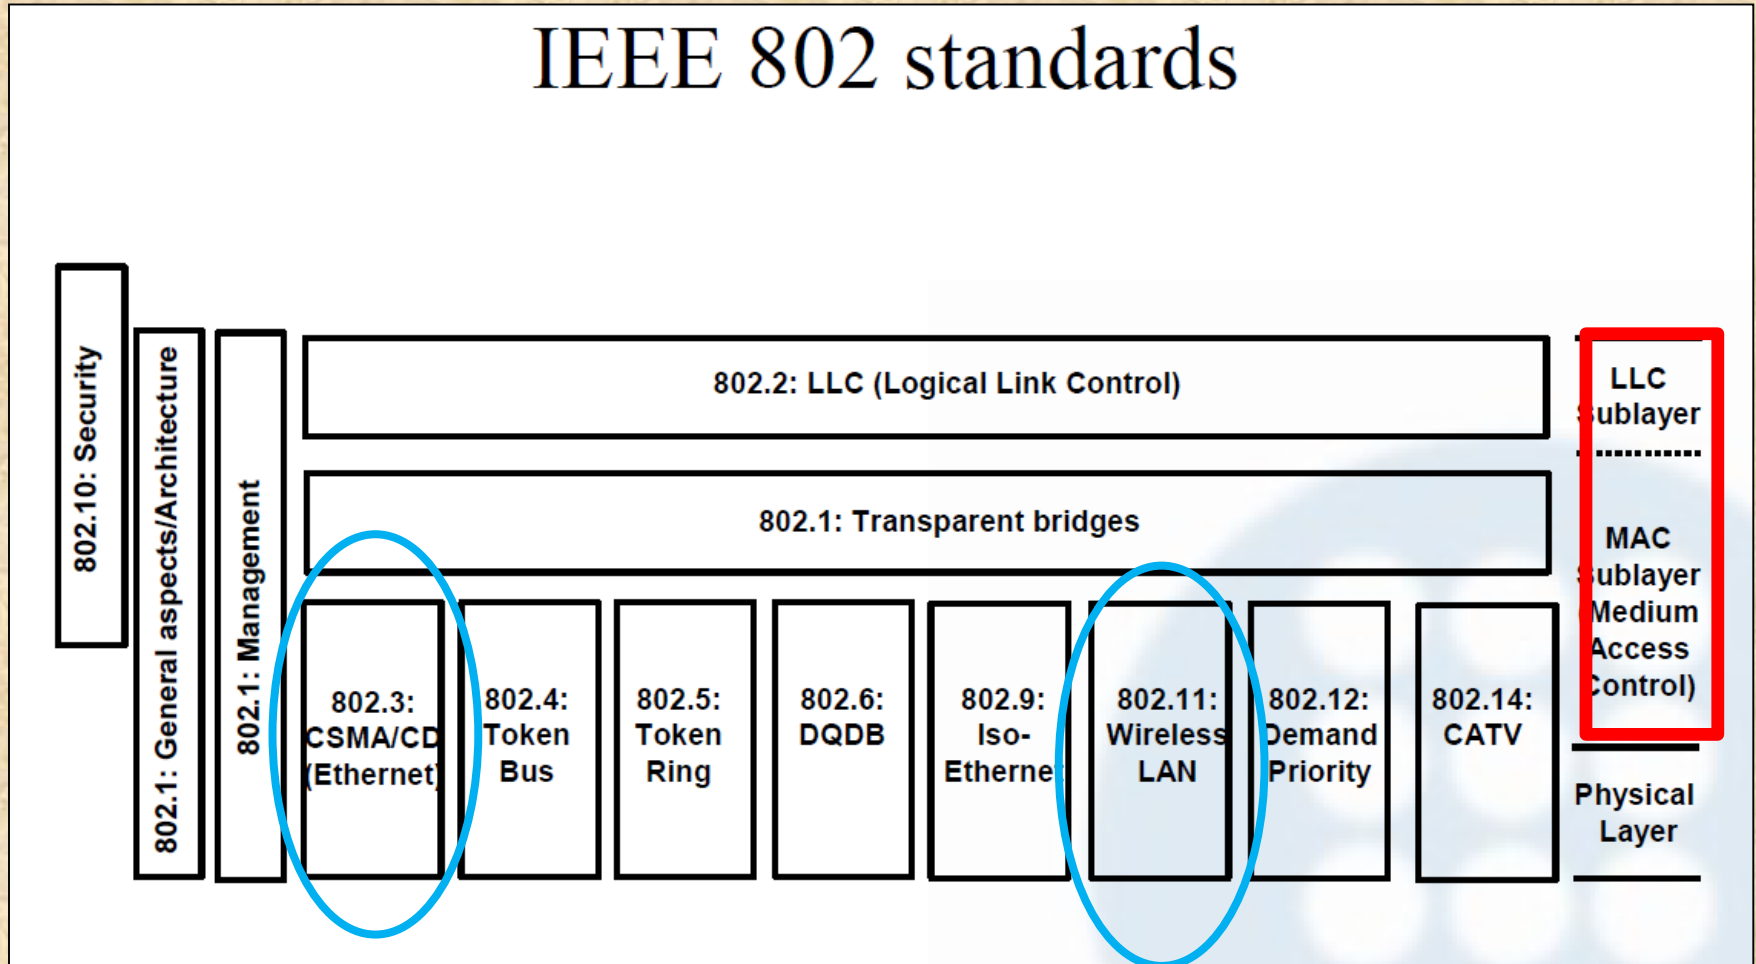 IEEE 802 standards
802.10: Security
802.1: General aspects/Architecture
802.1: Management
802.2: LLC (Logical Link Control)
802.1: Transparent bridges
802.3:
CSMA/CD
(Ethernet)
802.4:
Token
Bus
802.5:
Token
Ring
802.6:
DQDB
802.9:
Iso-
Ethernet
802.11:
Wireless
LAN
802.12:
Demand
Priority
802.14:
CATV
LLC
Sublayer
MAC
Sublayer
(Medium
Access
Control)
Physical
Layer